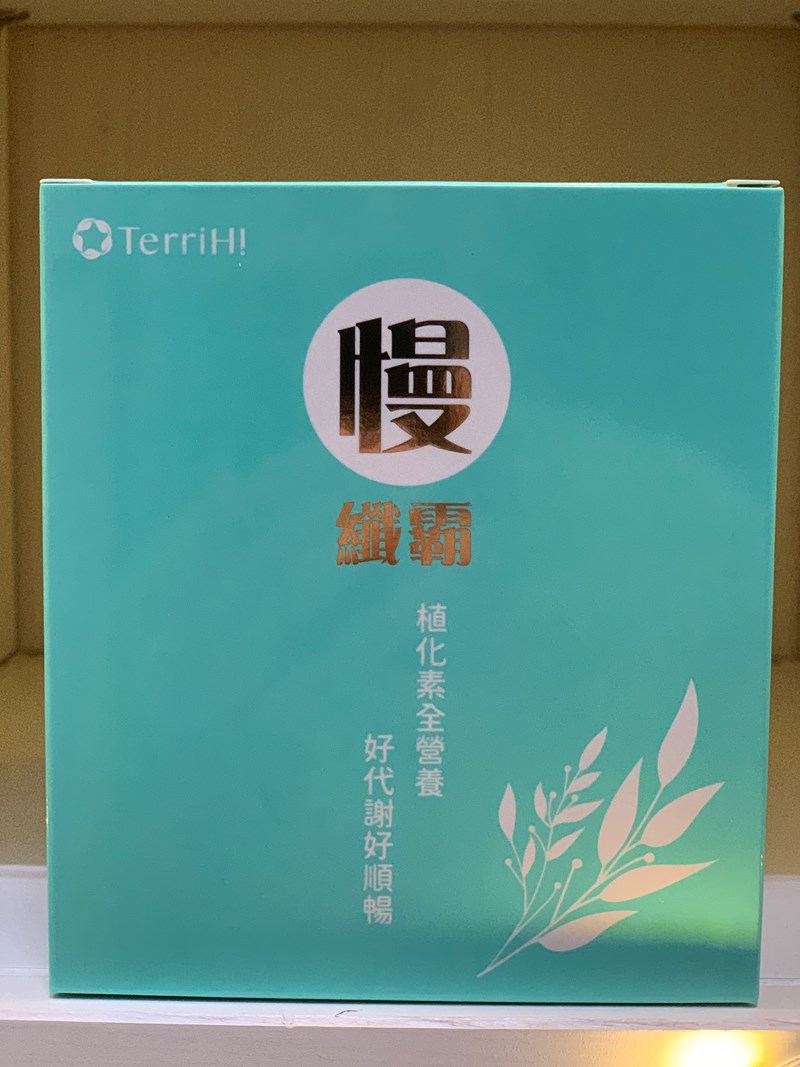 TerriH!
慢
纖霸
植化素全營養
好代謝好順暢